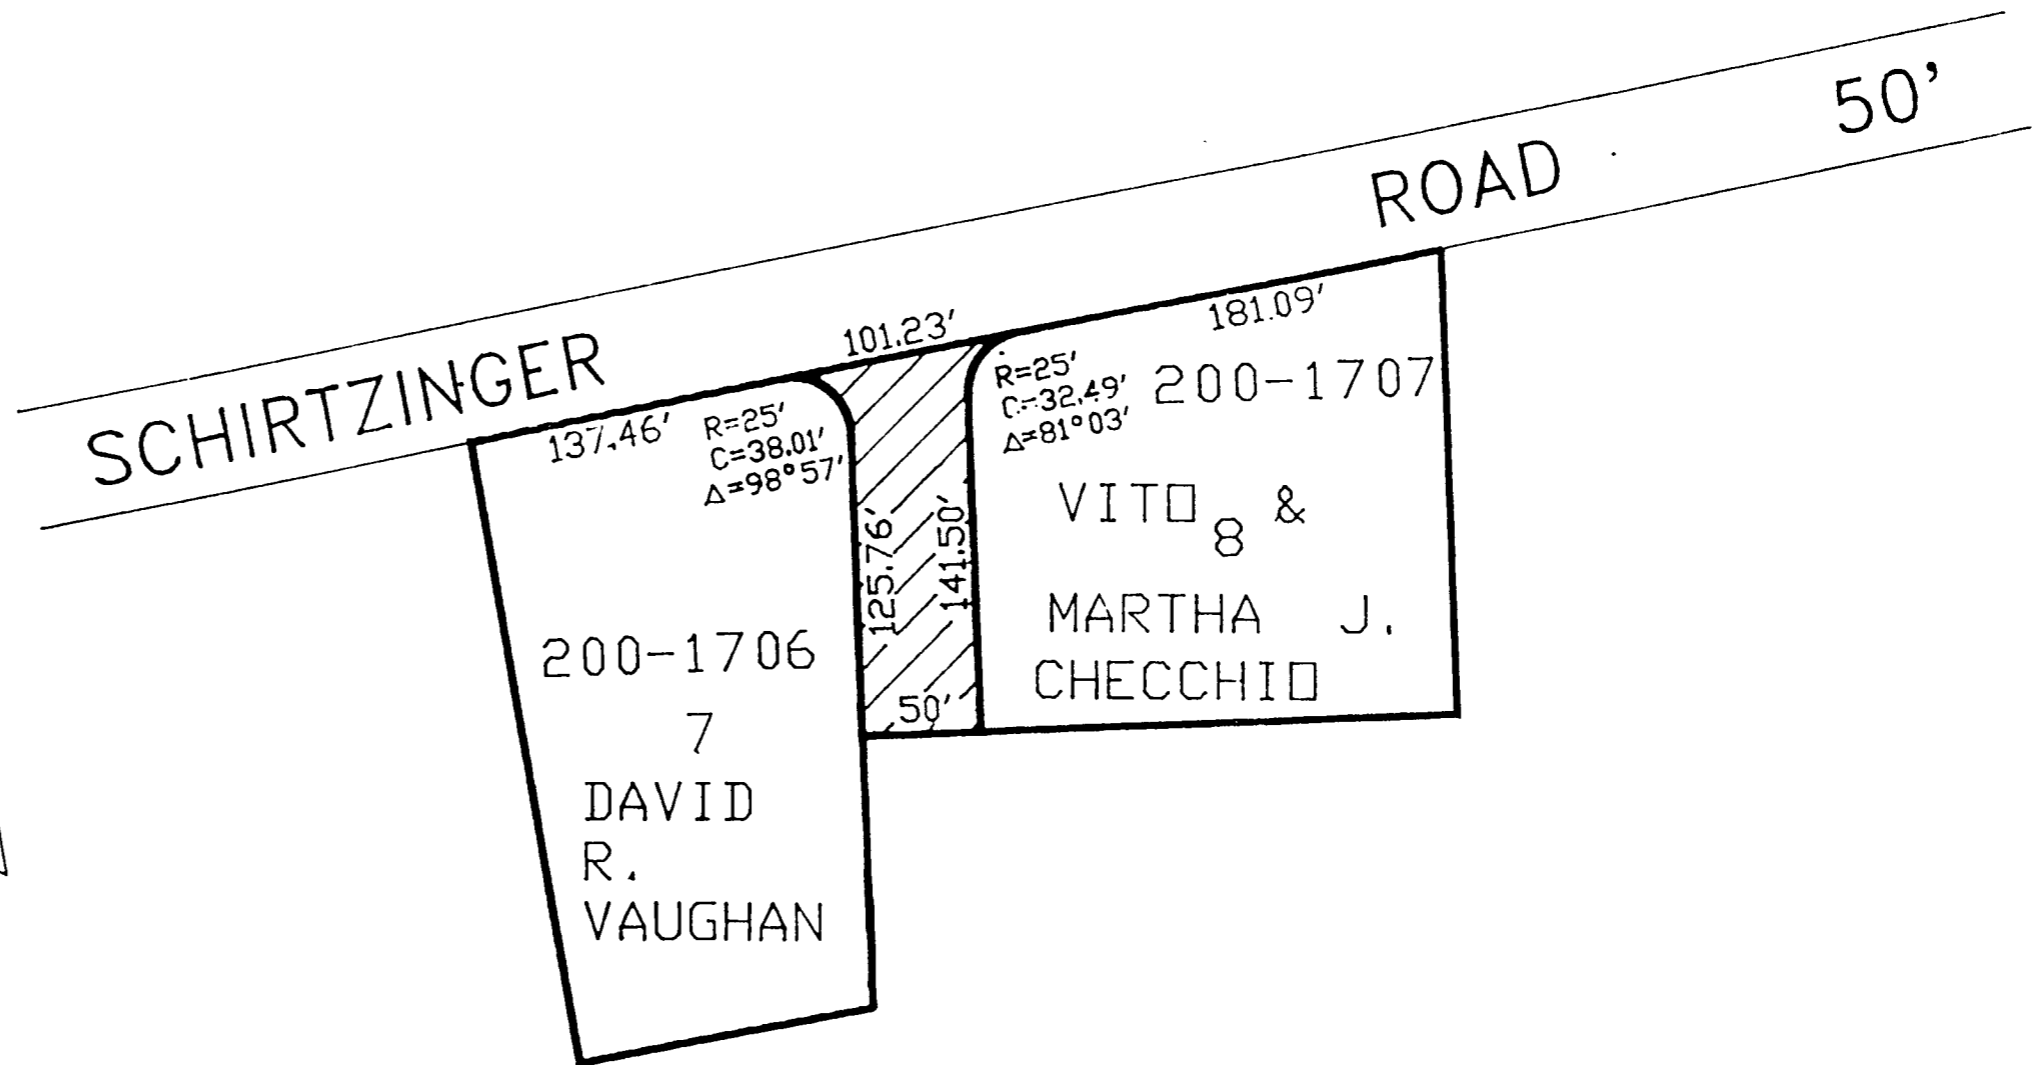 SCHIRTZINGER ROAD 50'
101.23'
137.46'
R=25'
C=38.01'
Δ=98°57'
181.09'
R=25'
C=32.49'
Δ=81°03'
200-1707
VITO &
8
MARTHA J.
CHECCHIO
125.76'
141.50'
50'
200-1706
7
DAVID
R.
VAUGHAN